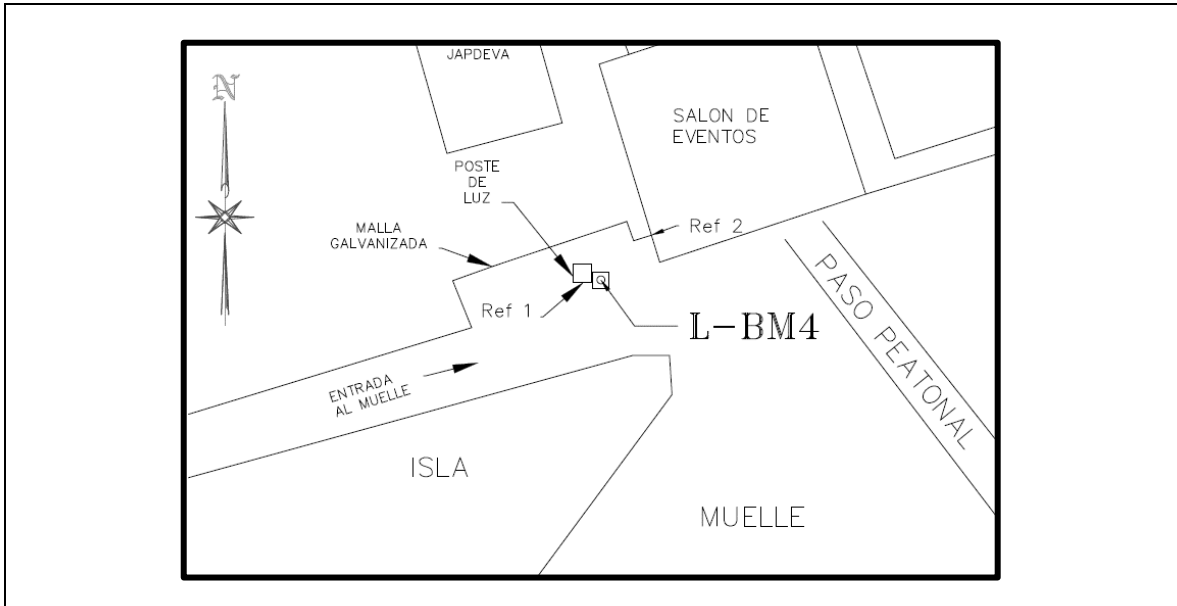 JAPDEVA
N
SALON DE
EVENTOS
POSTE
DE
LUZ
MALLA
GALVANIZADA
Ref 2
Ref 1
L-BM4
PASO PEATONAL
ENTRADA
AL MUELLE
ISLA
MUELLE